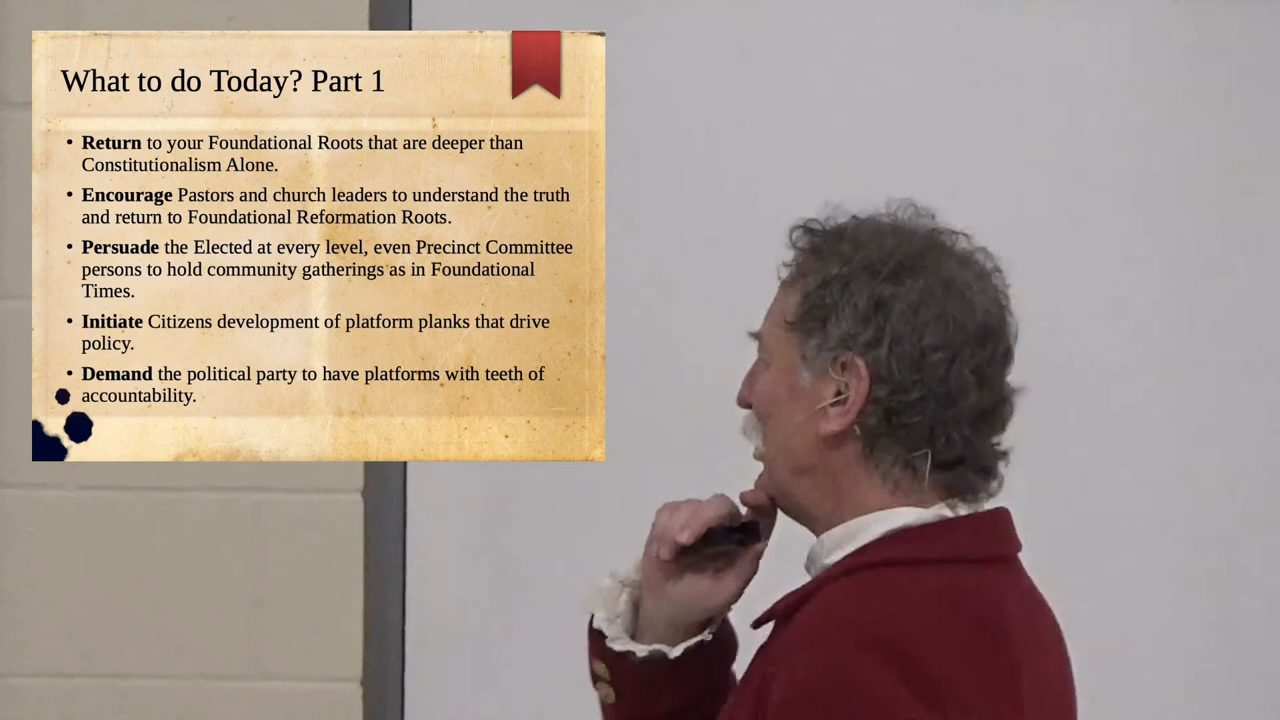 What to do Today? Part 1
• Return to your Foundational Roots that are deeper than
Constitutionalism Alone.
• Encourage Pastors and church leaders to understand the truth
and return to Foundational Reformation Roots.
• Persuade the Elected at every level, even Precinct Committee
persons to hold community gatherings as in Foundational
Times.
• Initiate Citizens development of platform planks that drive
policy.
• Demand the political party to have platforms with teeth of
accountability.